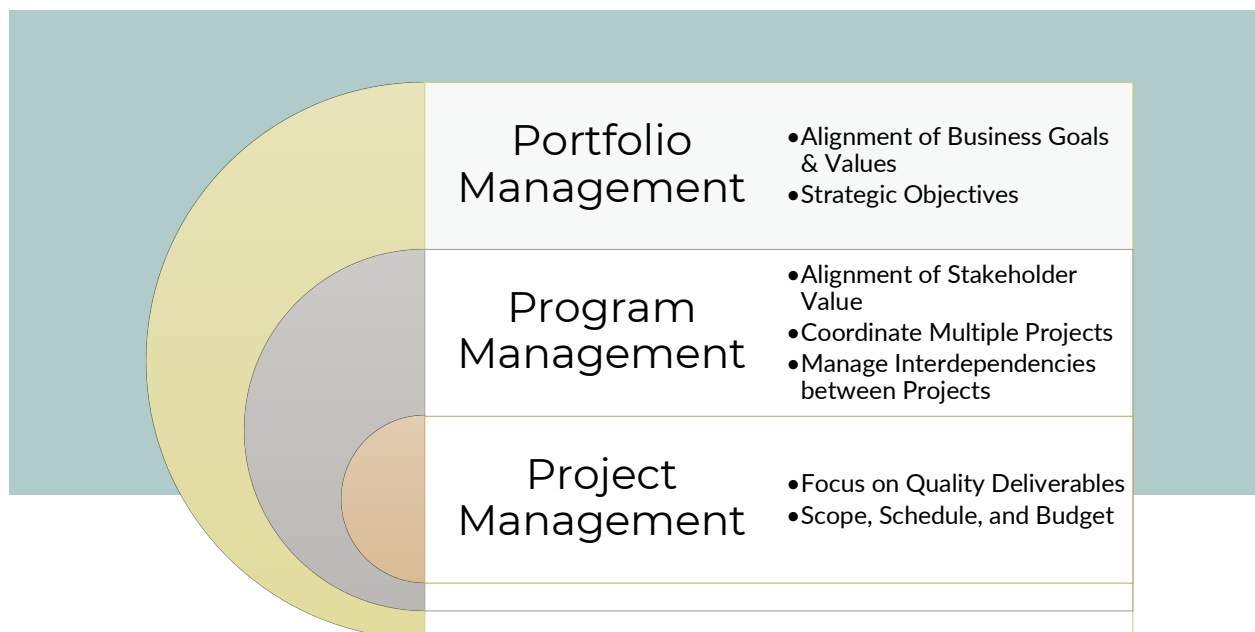 Portfolio
Management
•Alignment of Business Goals
& Values
•Strategic Objectives
Program
Management
•Alignment of Stakeholder
Value
•Coordinate Multiple Projects
•Manage Interdependencies
between Projects
Project
Management
•Focus on Quality Deliverables
•Scope, Schedule, and Budget